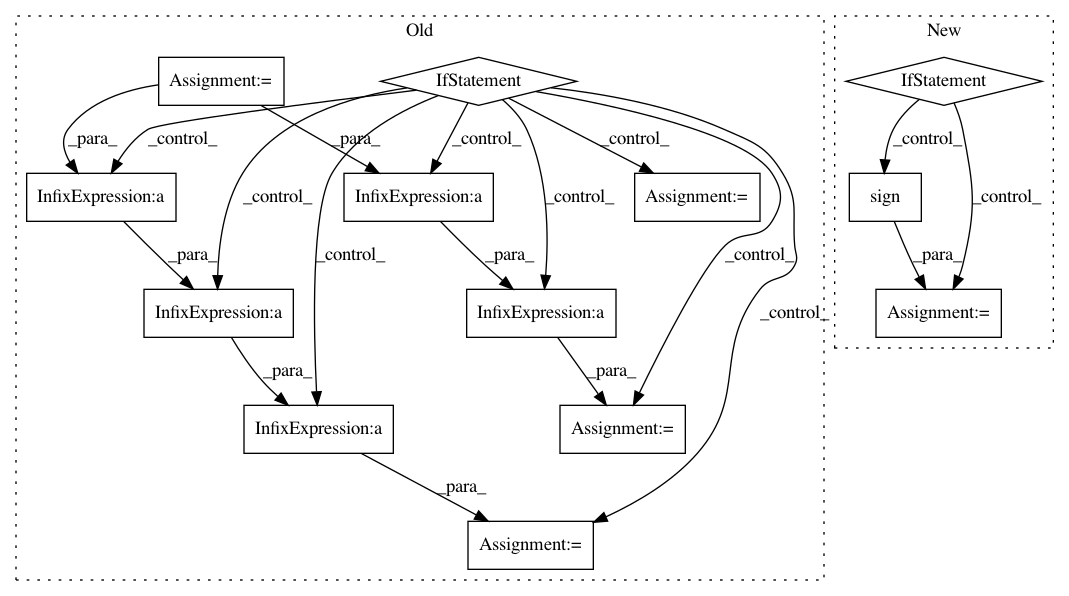 Old
New
Assignment:=
IfStatement
IfStatement
_para_
_control_
_para_
_control_
_control_
_control_
_control_
InfixExpression:a
_control_
InfixExpression:a
_control_
Assignment:=
sign
_control_
_para_
_control_
_para_
_control_
_para_
InfixExpression:a
InfixExpression:a
_control_
Assignment:=
_para_
_para_
InfixExpression:a
Assignment:=
_para_
Assignment:=